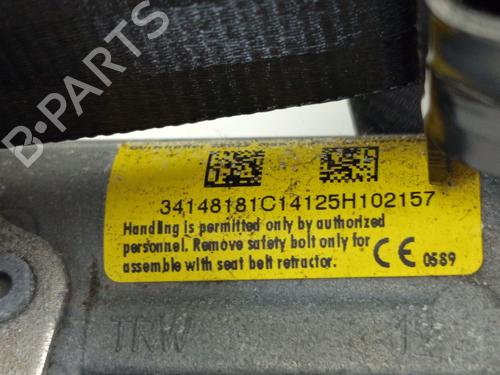 B-PARTS
34148181C14125H102157
Handling is permitted only by authorized
personnel. Remove safety bolt only for
assemble with seat belt retractor.
CE 0589
TRW